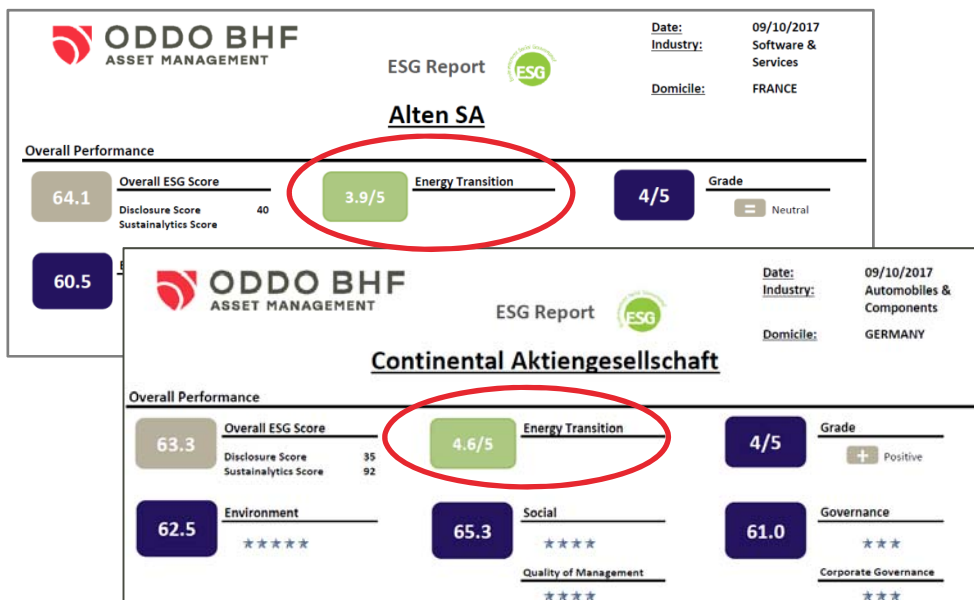 ODDO BHF
ASSET MANAGEMENT
ESG Report
ESG
Date: 09/10/2017
Industry: Software &
Services
Domicile: FRANCE
Alten SA
Overall Performance
64.1
Overall ESG Score
Disclosure Score 40
Sustainalytics Score
3.9/5
Energy Transition
4/5
Grade
= Neutral
60.5
ODDO BHF
ASSET MANAGEMENT
ESG Report
ESG
Date: 09/10/2017
Industry: Automobiles &
Components
Domicile: GERMANY
Continental Aktiengesellschaft
Overall Performance
63.3
Overall ESG Score
Disclosure Score 35
Sustainalytics Score 92
4.6/5
Energy Transition
4/5
Grade
+ Positive
62.5
Environment
65.3
Social
61.0
Governance
Quality of Management
Corporate Governance